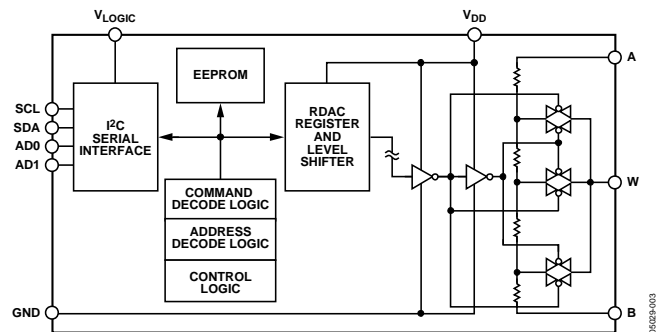 VLOGIC
VDD
A
EEPROM
SCL
SDA
AD0
AD1
I2C
SERIAL
INTERFACE
RDAC
REGISTER
AND
LEVEL
SHIFTER
COMMAND
DECODE LOGIC
ADDRESS
DECODE LOGIC
CONTROL
LOGIC
W
GND
B
05029-003